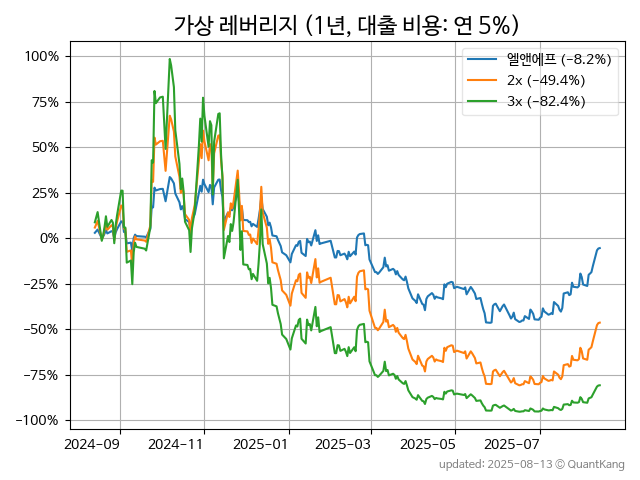 가상 레버리지 (1년, 대출 비용: 연 5%)
엘앤에프 (−8.2%)
2x (−49.4%)
3x (−82.4%)
100%
75%
50%
25%
0%
−25%
−50%
−75%
−100%
2024-09 2024-11 2025-01 2025-03 2025-05 2025-07
updated: 2025-08-13 ⓒ QuantKang